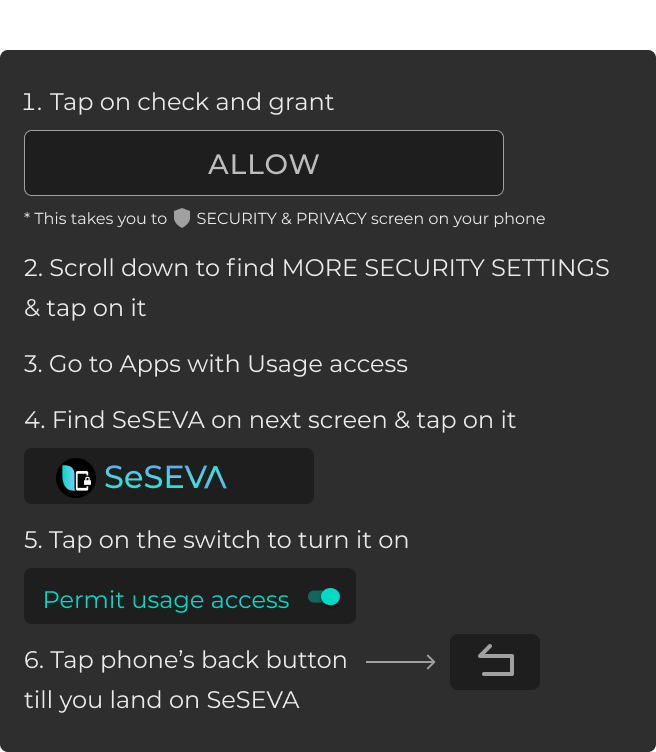 1. Tap on check and grant
ALLOW
* This takes you to SECURITY & PRIVACY screen on your phone
2. Scroll down to find MORE SECURITY SETTINGS
& tap on it
3. Go to Apps with Usage access
4. Find SeSEVA on next screen & tap on it
SeSEVA
5. Tap on the switch to turn it on
Permit usage access
6. Tap phone’s back button
till you land on SeSEVA